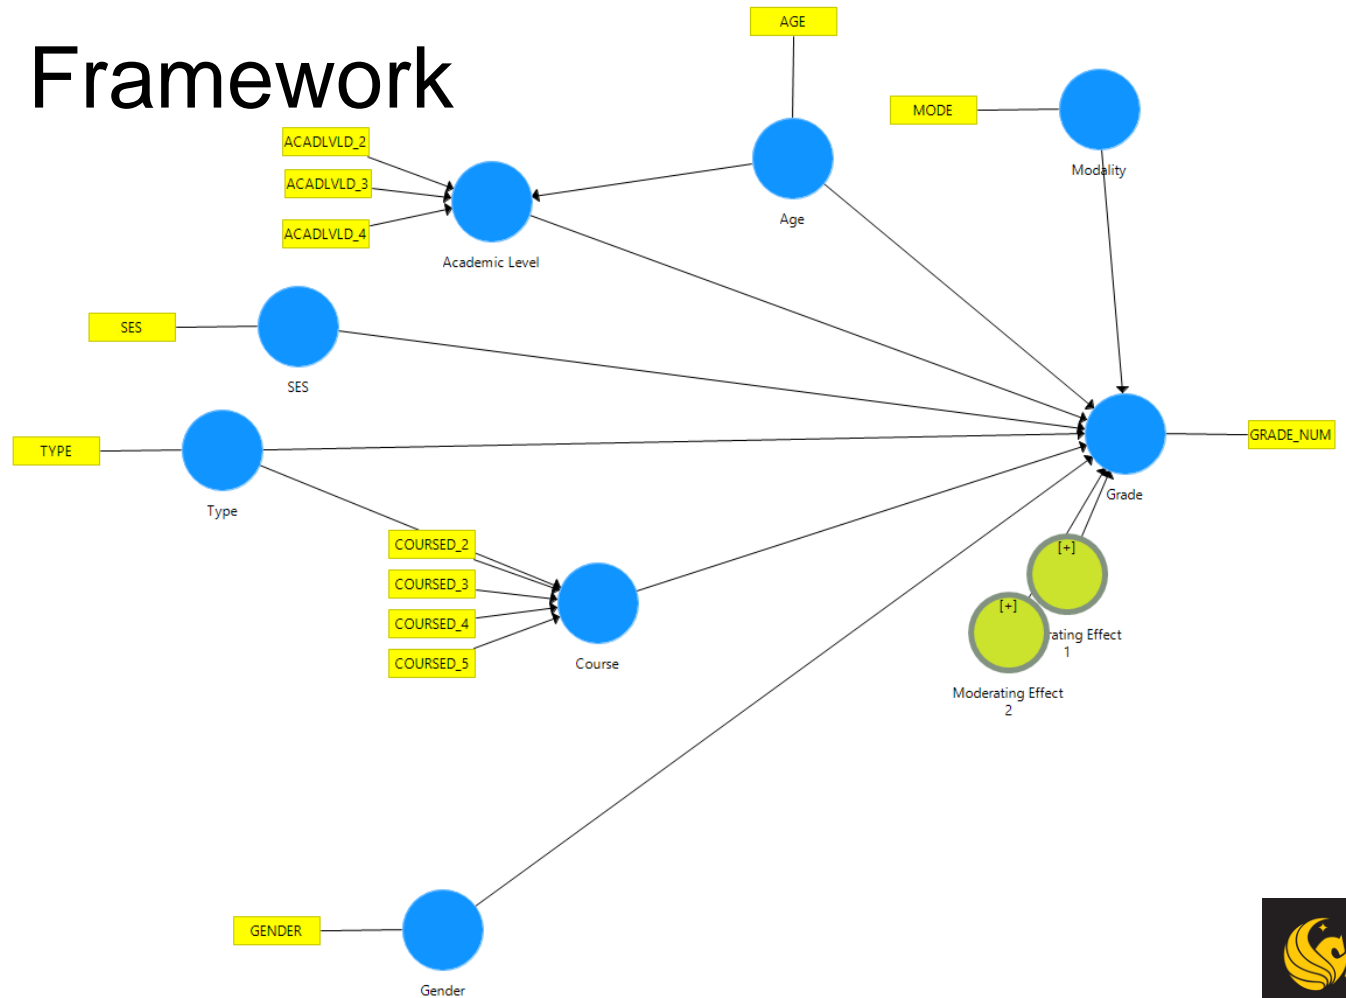 Framework
AGE
MODE
Modality
ACADLVLD_2
ACADLVLD_3
ACADLVLD_4
Academic Level
Age
SES
SES
TYPE
Type
GRADE_NUM
Grade
COURSED_2
COURSED_3
COURSED_4
COURSED_5
Course
[+]
[+]
rating Effect
1
Moderating Effect
2
GENDER
Gender